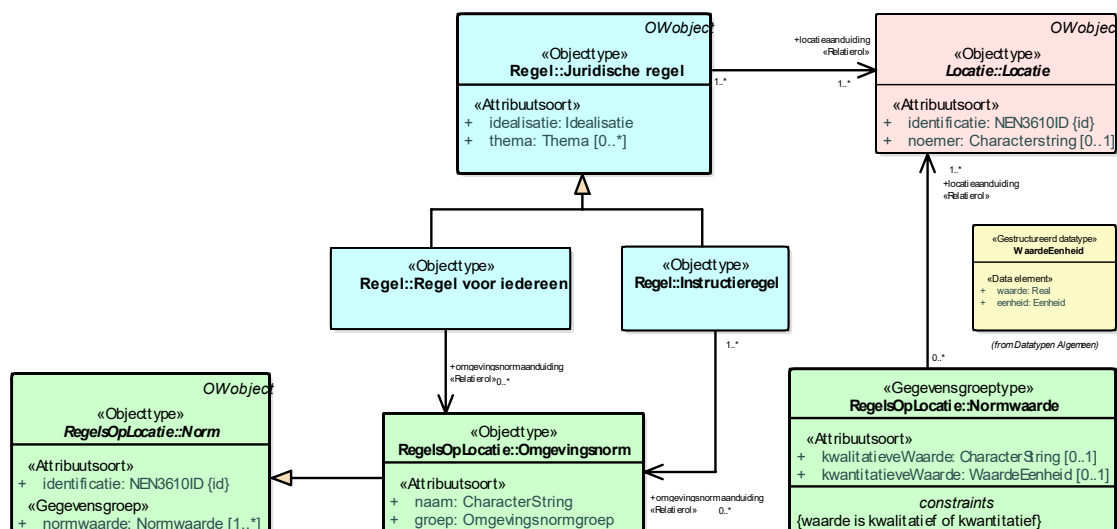 OWobject
«Objecttype»
Regel::Juridische regel
«Attribuutsoort»
+ idealisatie: Idealisatie
+ thema: Thema [0..*]
+locatieaanduiding
«Relatierol»
1..*
1..*
OWobjec
«Objecttype»
Locatie::Locatie
«Attribuutsoort»
+ identificatie: NEN3610ID {id}
+ noemer: Characterstring [0..1]
1..*
+locatieaanduiding
«Relatierol»
«Objecttype»
Regel::Regel voor iedereen
«Objecttype»
Regel::Instructieregel
«Gestructureerd datatype»
WaardeEenheid
«Data element»
+ waarde: Real
+ eenheid: Eenheid
(from Datatypen Algemeen)
+omgevingsnormaanduiding
«Relatierol»
0..*
1..*
0..*
OWobject
«Objecttype»
RegelsOpLocatie::Norm
«Attribuutsoort»
+ identificatie: NEN3610ID {id}
«Gegevensgroep»
+ normwaarde: Normwaarde [1..*]
«Objecttype»
RegelsOpLocatie::Omgevingsnorm
«Attribuutsoort»
+ naam: CharacterString
+ groep: Omgevingsnormgroep
+omgevingsnormaanduiding
«Relatierol»
0..*
«Gegevensgroeptype»
RegelsOpLocatie::Normwaarde
«Attribuutsoort»
+ kwalitatieveWaarde: CharacterString [0..1]
+ kwantitatieveWaarde: WaardeEenheid [0..1]
constraints
{waarde is kwalitatief of kwantitatief}